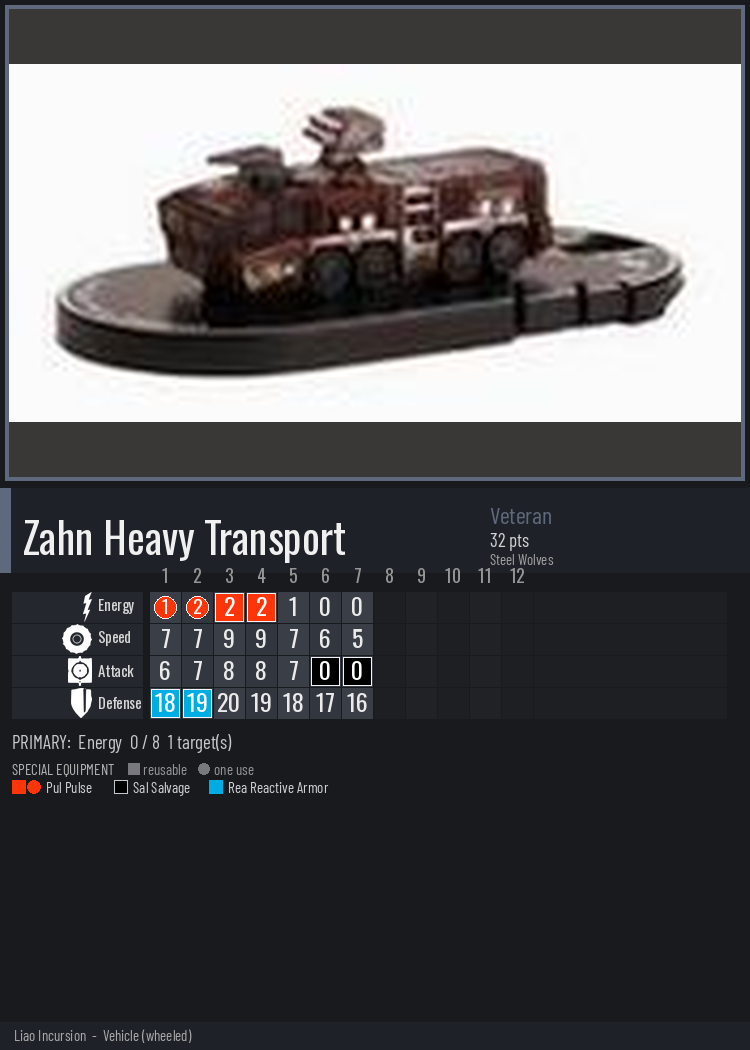 Zahn Heavy Transport
Veteran
32 pts
Steel Wolves
1 2 3 4 5 6 7 8 9 10 11 12
Energy 1 2 2 2 1 0 0
Speed 7 7 9 9 7 6 5
Attack 6 7 8 8 7 0 0
Defense 18 19 20 19 18 17 16
PRIMARY: Energy 0 / 8 1 target(s)
SPECIAL EQUIPMENT reusable one use
Pul Pulse Sal Salvage Rea Reactive Armor
Liao Incursion - Vehicle (wheeled)